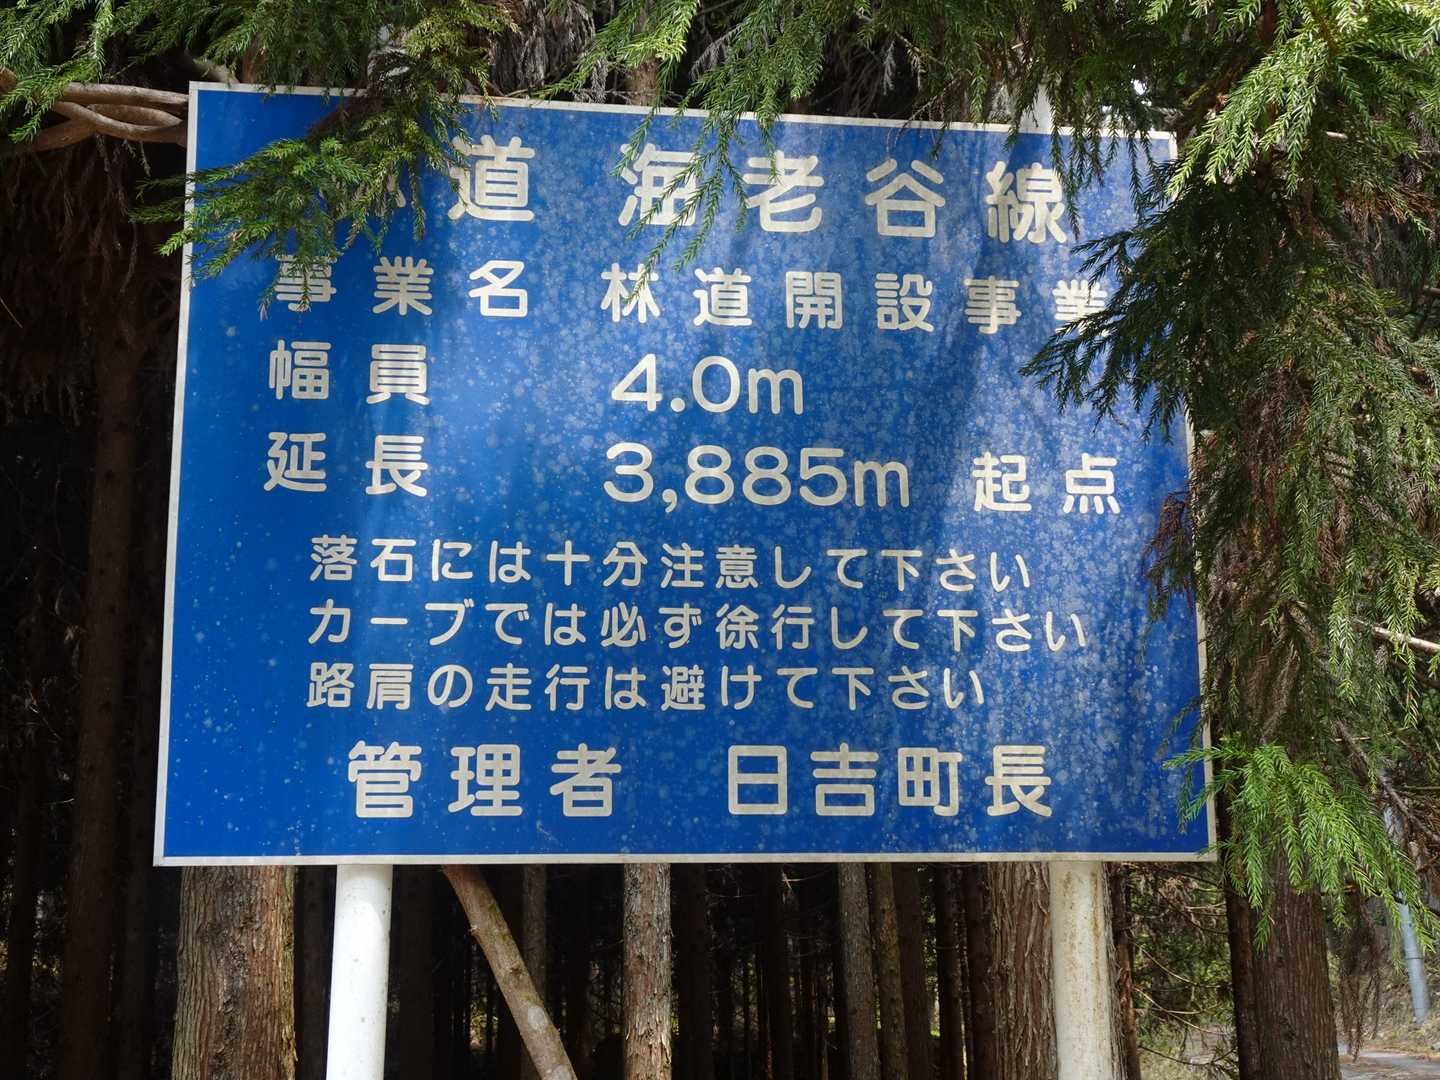 道 海老谷線
事業名 林道開設事業
幅員 4.0m
延長 3,885m 起点
落石には十分注意して下さい
カーブでは必ず徐行して下さい
路肩の走行は避けて下さい
管理者 日吉町長